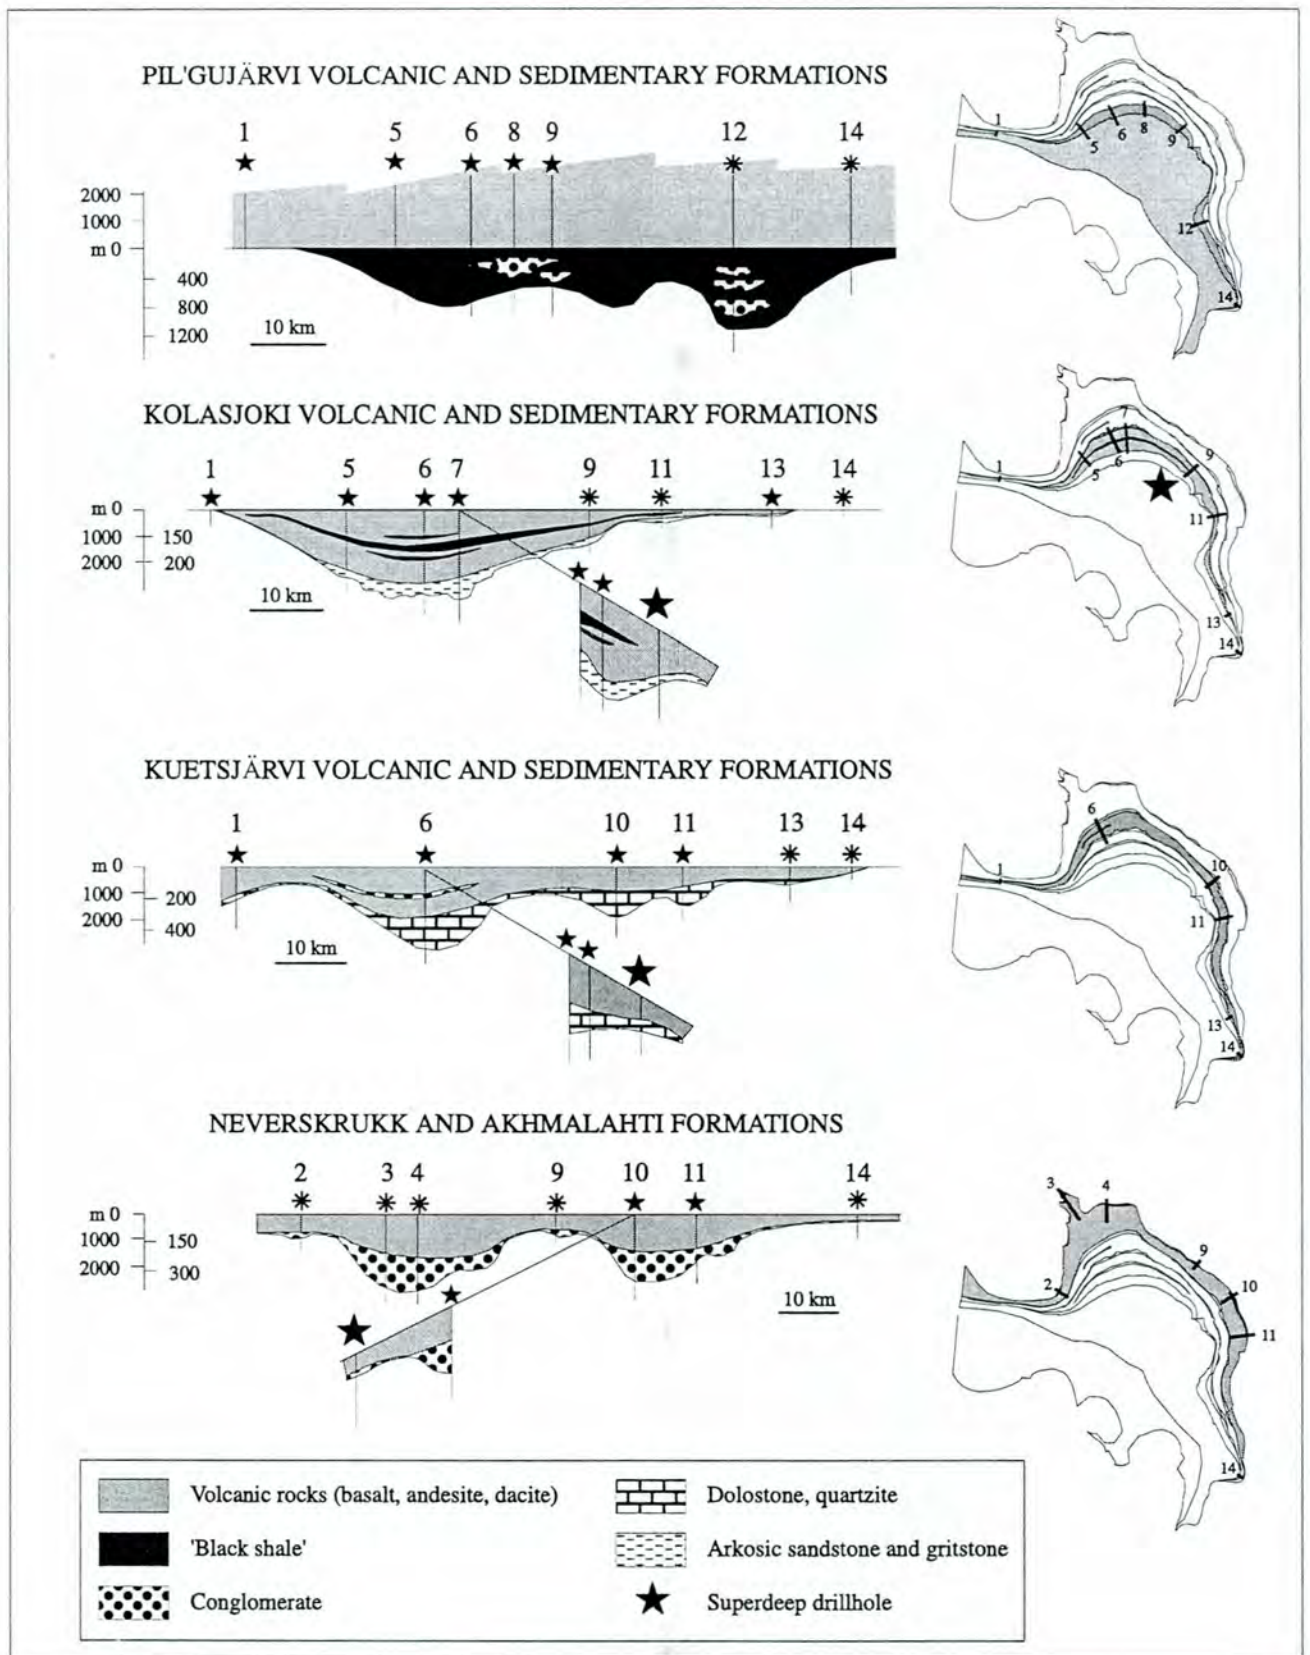 PIL'GUJÄRVI VOLCANIC AND SEDIMENTARY FORMATIONS
1 5 6 8 9 12 14
2000
1000
m 0
400
800
1200
10 km
1
5
6
8
9
12
14
KOLASJOKI VOLCANIC AND SEDIMENTARY FORMATIONS
1 5 6 7 9 11 13 14
m 0
1000 150
2000 200
10 km
7
1
5
6
9
11
13
14
KUETSJÄRVI VOLCANIC AND SEDIMENTARY FORMATIONS
1 6 10 11 13 14
m 0
1000 200
2000 400
10 km
6
1
10
11
13
14
NEVERSKRUKK AND AKHMALAHTI FORMATIONS
2 3 4 9 10 11 14
m 0
1000 150
2000 300
10 km
3
4
2
9
10
11
14
Volcanic rocks (basalt, andesite, dacite)
'Black shale'
Conglomerate
Dolostone, quartzite
Arkosic sandstone and gritstone
Superdeep drillhole